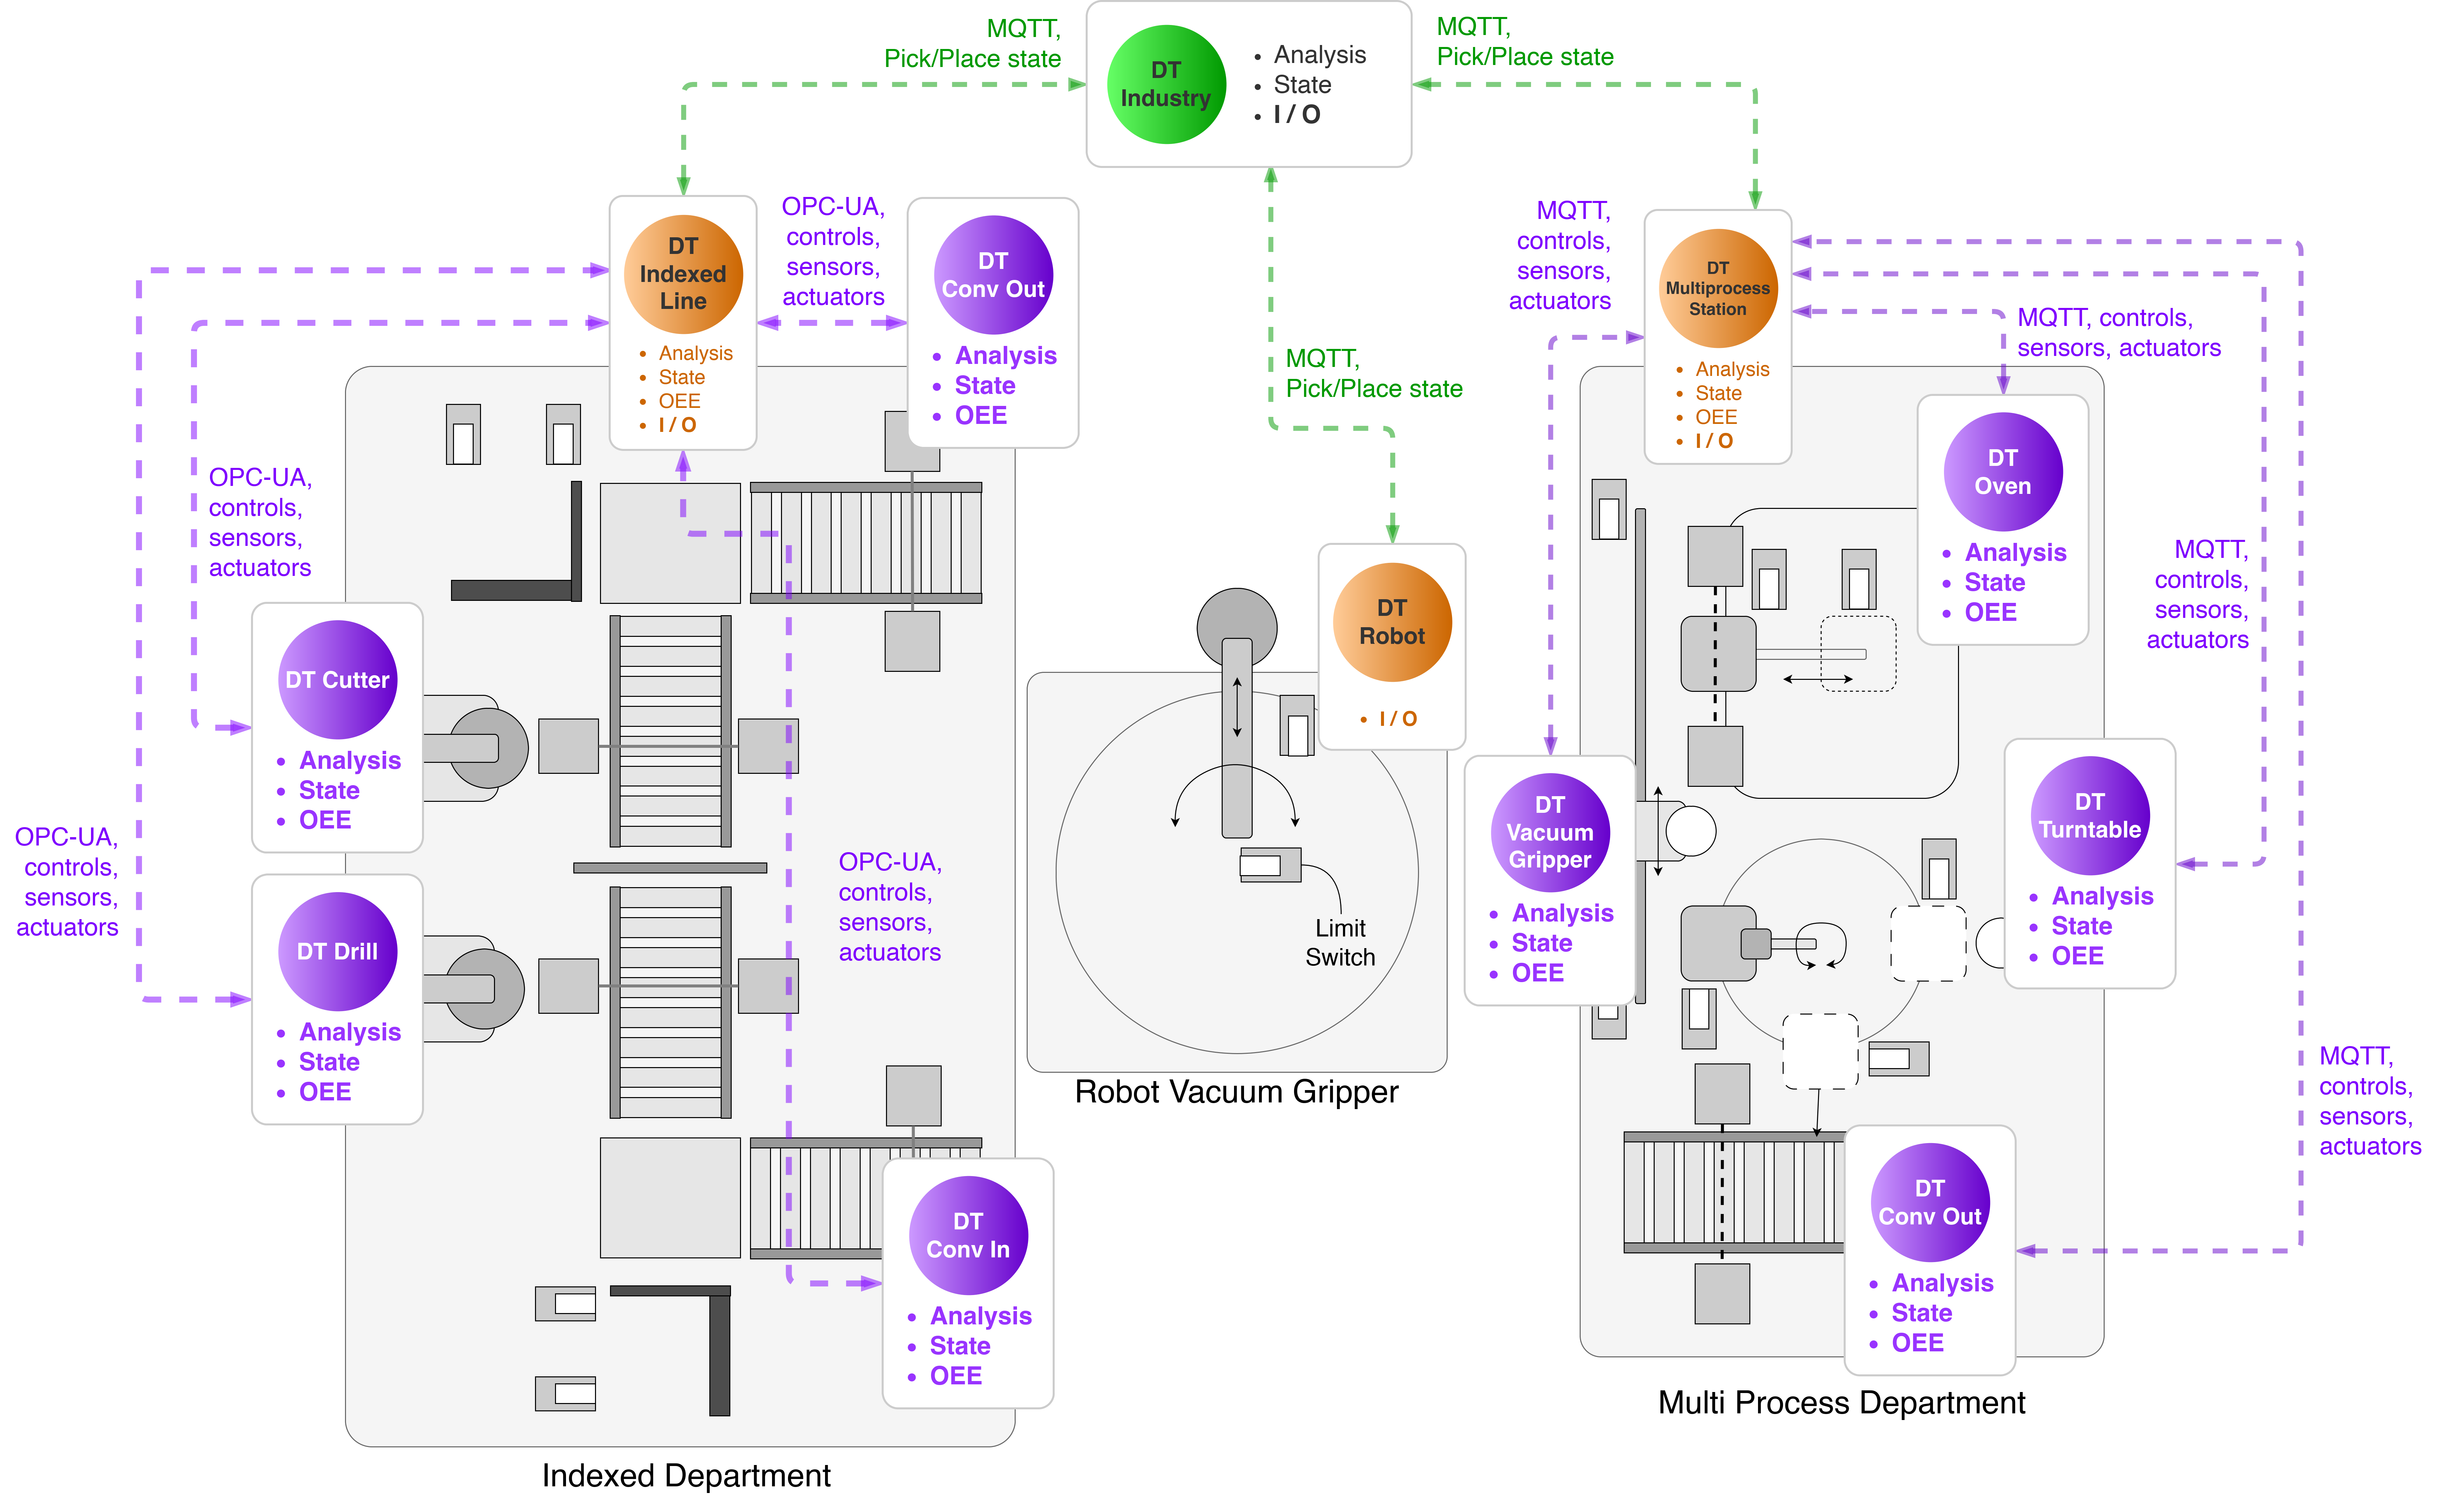 MQTT,
Pick/Place state
DT
Industry
• Analysis
• State
• I / O
MQTT,
Pick/Place state
DT
Indexed
Line
• Analysis
• State
• OEE
• I / O
OPC-UA,
controls,
sensors,
actuators
DT
Conv Out
• Analysis
• State
• OEE
MQTT,
Pick/Place state
MQTT,
controls,
sensors,
actuators
DT
Multiprocess
Station
• Analysis
• State
• OEE
• I / O
MQTT, controls,
sensors, actuators
DT
Oven
• Analysis
• State
• OEE
OPC-UA,
controls,
sensors,
actuators
DT Cutter
• Analysis
• State
• OEE
OPC-UA,
controls,
sensors,
actuators
DT Drill
• Analysis
• State
• OEE
OPC-UA,
controls,
sensors,
actuators
DT
Conv In
• Analysis
• State
• OEE
Indexed Department
DT
Robot
• I / O
Limit
Switch
Robot Vacuum Gripper
DT
Vacuum
Gripper
• Analysis
• State
• OEE
MQTT,
controls,
sensors,
actuators
DT
Turntable
• Analysis
• State
• OEE
MQTT,
controls,
sensors,
actuators
DT
Conv Out
• Analysis
• State
• OEE
Multi Process Department